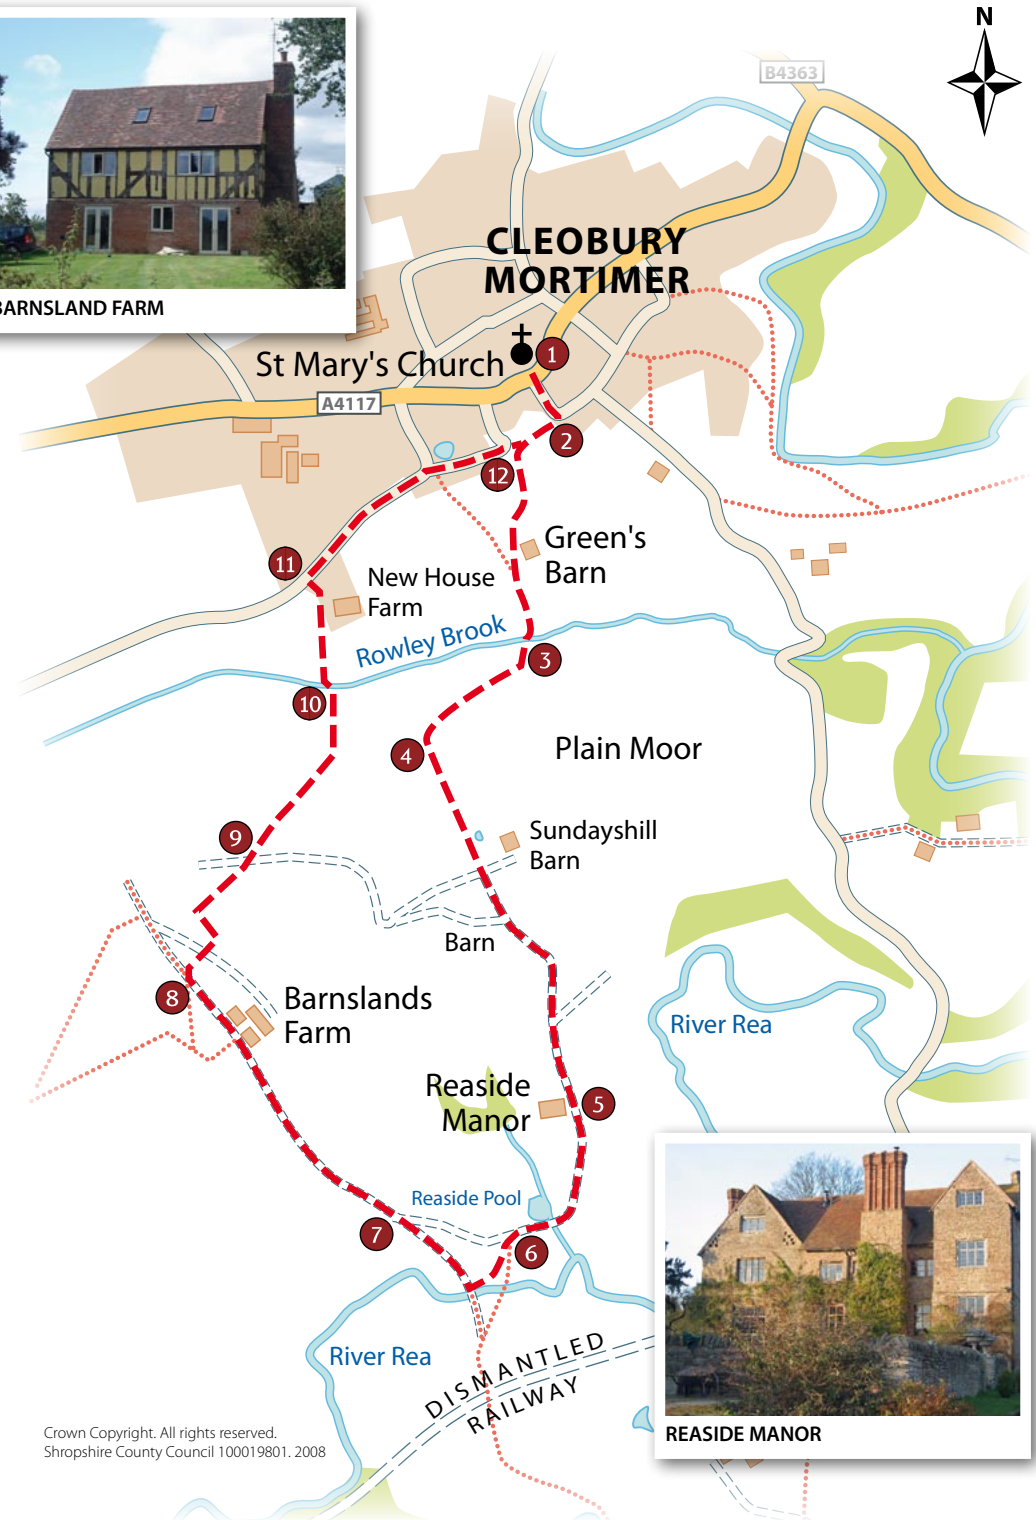 N
B4363
CLEOBURY
MORTIMER
BARNSLAND FARM
St Mary's Church
1
A4117
2
12
Green's
Barn
11
New House
Farm
Rowley Brook
3
10
4
Plain Moor
9
Sundayshill
Barn
Barn
8
Barnslands
Farm
River Rea
Reaside
Manor
5
Reaside Pool
7
6
River Rea
DISMANTLED
RAILWAY
REASIDE MANOR
Crown Copyright. All rights reserved.
Shropshire County Council 100019801. 2008